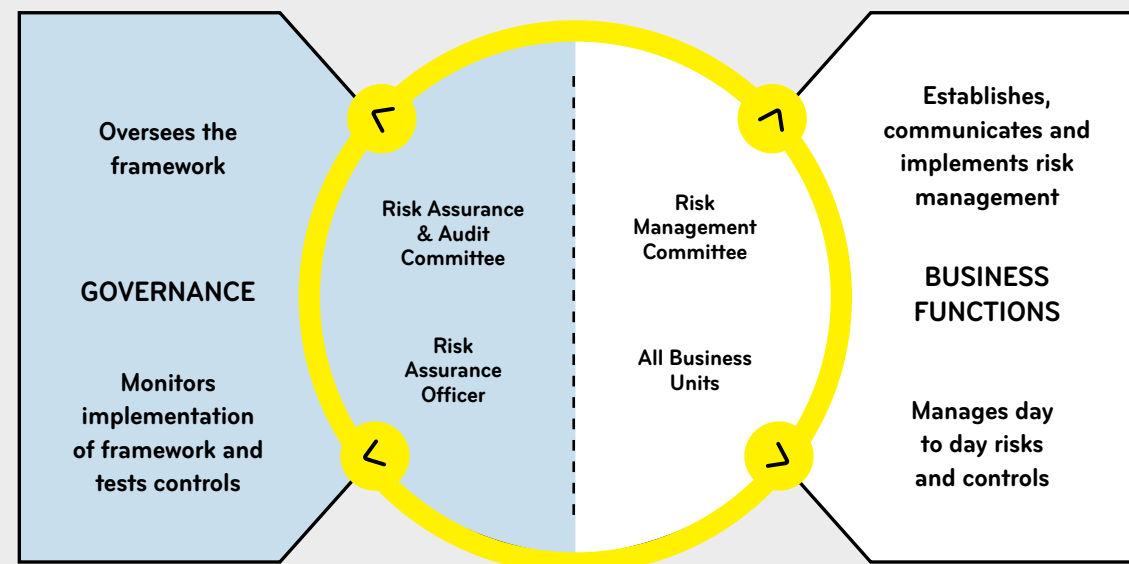 Oversees the
framework
GOVERNANCE
Monitors
implementation
of framework and
tests controls
Risk Assurance
& Audit
Committee
Risk
Assurance
Officer
Risk
Management
Committee
All Business
Units
Establishes,
communicates and
implements risk
management
BUSINESS
FUNCTIONS
Manages day
to day risks
and controls